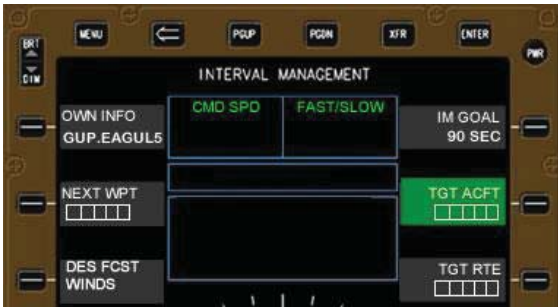 MENU
PGUP
PGDN
XFR
ENTER
BRT
DIM
PWR
INTERVAL MANAGEMENT
CMD SPD
FAST/SLOW
OWN INFO
GUP.EAGUL5
IM GOAL
90 SEC
NEXT WPT
TGT ACFT
DES FCST
WINDS
TGT RTE